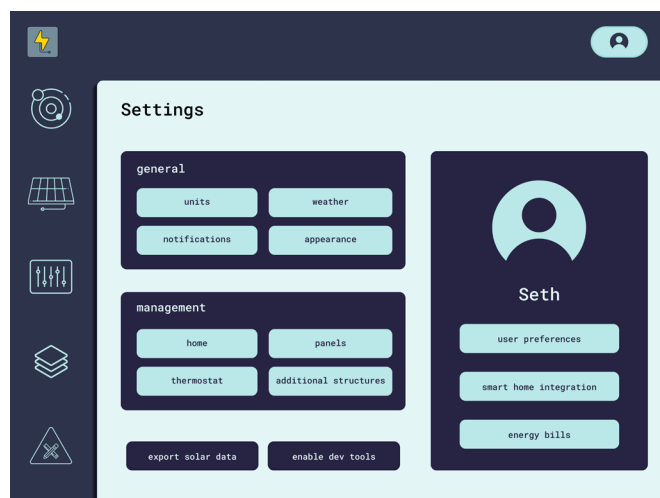 Settings
general
units
weather
notifications
appearance
management
home
panels
thermostat
additional structures
export solar data
enable dev tools
Seth
user preferences
smart home integration
energy bills